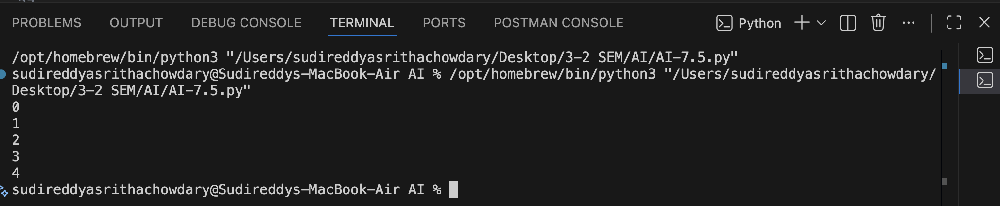 PROBLEMS OUTPUT DEBUG CONSOLE TERMINAL PORTS POSTMAN CONSOLE Python
/opt/homebrew/bin/python3 "/Users/sudireddyasrithachowdary/Desktop/3-2 SEM/AI/AI-7.5.py"
sudireddyasrithachowdary@Sudireddys-MacBook-Air AI % /opt/homebrew/bin/python3 "/Users/sudireddyasrithachowdary/
Desktop/3-2 SEM/AI/AI-7.5.py"
0
1
2
3
4
sudireddyasrithachowdary@Sudireddys-MacBook-Air AI %